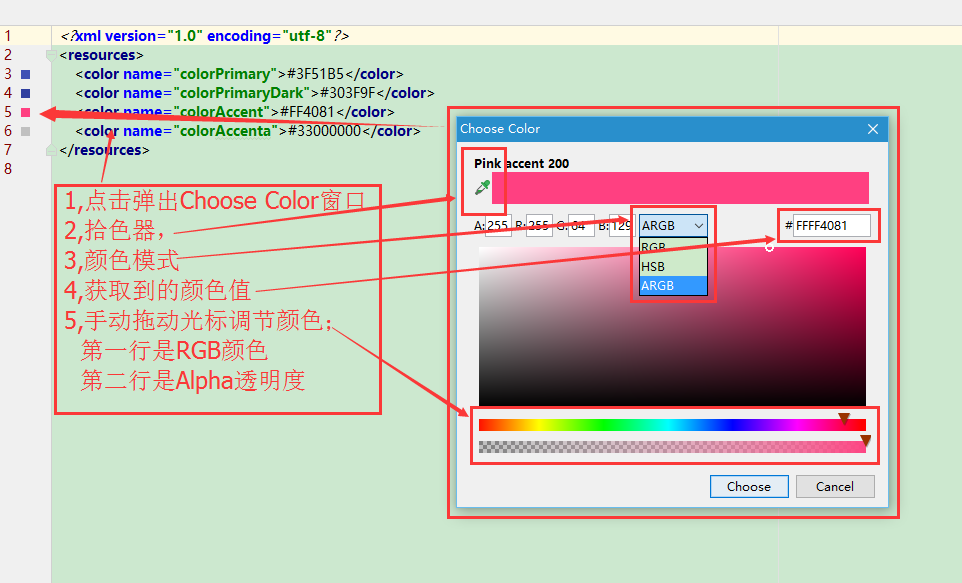 1 <?xml version="1.0" encoding="utf-8"?>
2 <resources>
3 <color name="colorPrimary">#3F51B5</color>
4 <color name="colorPrimaryDark">#303F9F</color>
5 <color name="colorAccent">#FF4081</color>
6 <color name="colorAccenta">#33000000</color>
7 </resources>
8
1,点击弹出Choose Color窗口
2,拾色器，
3,颜色模式
4,获取到的颜色值
5,手动拖动光标调节颜色；
第一行是RGB颜色
第二行是Alpha透明度
Choose Color
Pink accent 200
A: 255 R: 255 G: 64 B: 129 ARGB # FFFF4081
RGB
HSB
ARGB
Choose Cancel